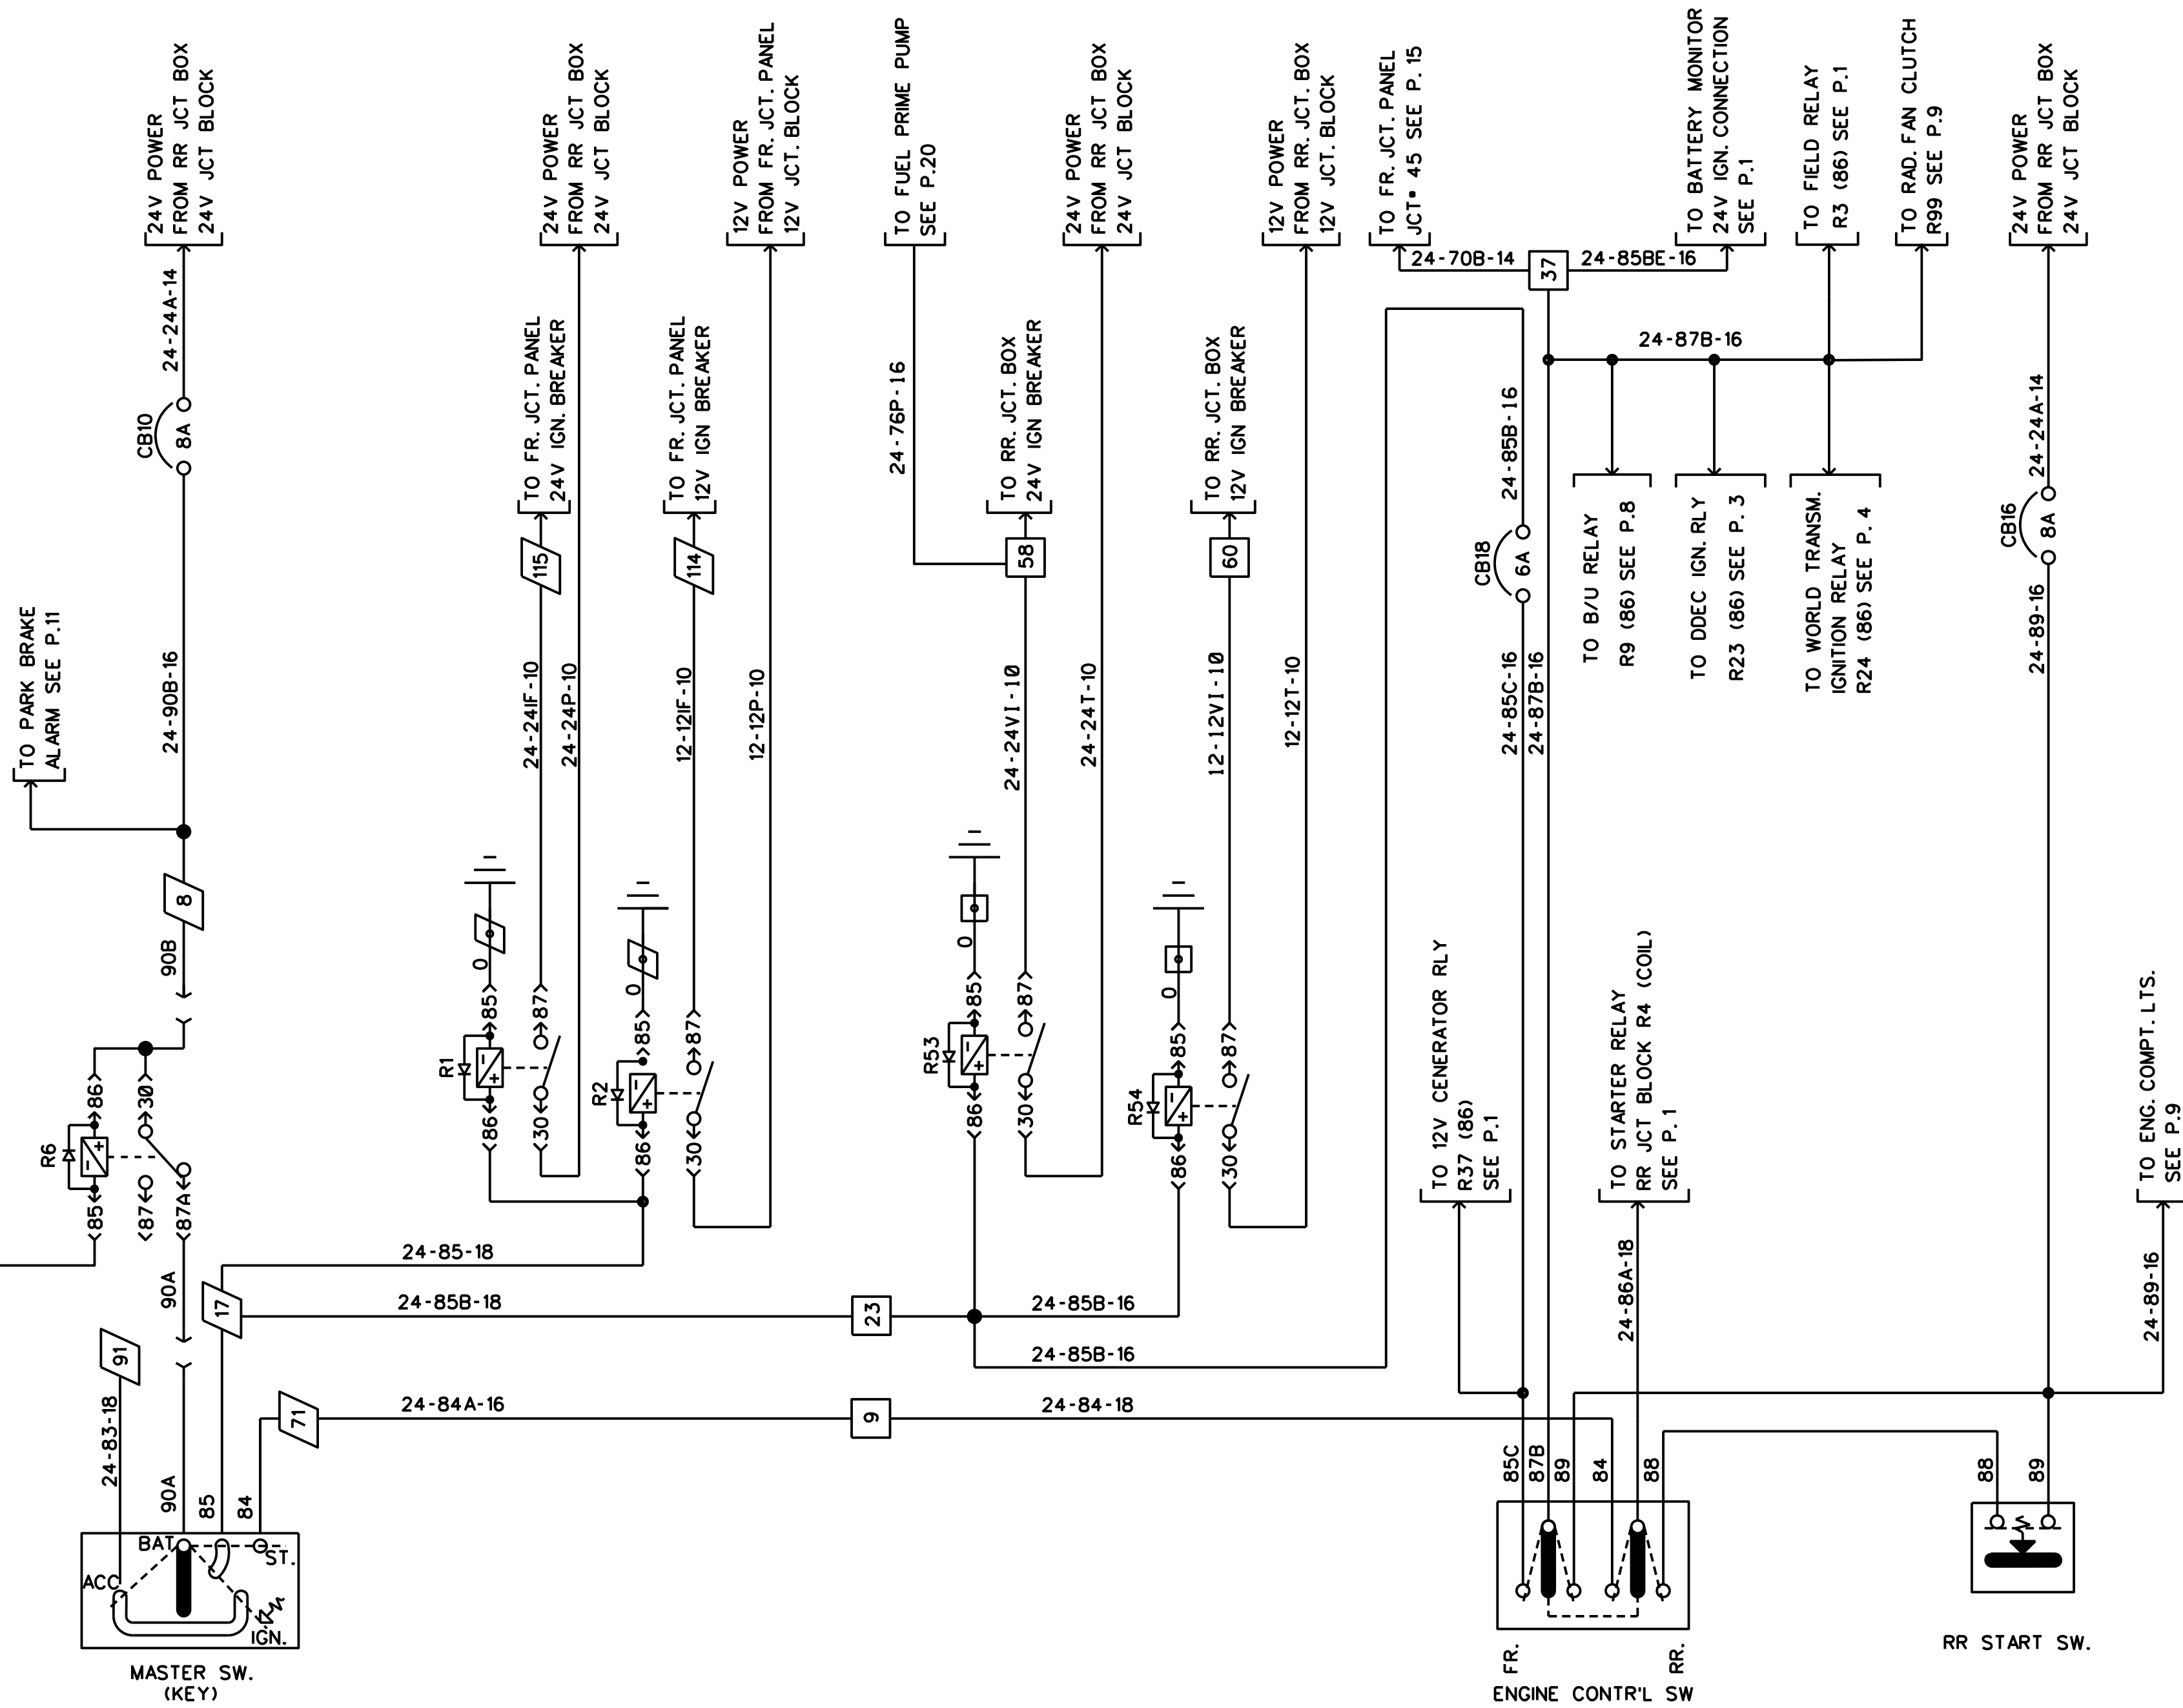 24V POWER
FROM RR JCT BOX
24V JCT BLOCK
24V POWER
FROM RR JCT BOX
24V JCT BLOCK
12V POWER
FROM FR. JCT. PANEL
12V JCT. BLOCK
TO FUEL PRIME PUMP
SEE P.20
24V POWER
FROM RR JCT BOX
24V JCT BLOCK
12V POWER
FROM RR. JCT. BOX
12V JCT. BLOCK
TO FR. JCT. PANEL
JCT• 45 SEE P. 15
TO BATTERY MONITOR
24V IGN. CONNECTION
SEE P.1
TO FIELD RELAY
R3 (86) SEE P.1
TO RAD. FAN CLUTCH
R99 SEE P.9
24V POWER
FROM RR JCT BOX
24V JCT BLOCK
24-70B-14
37
24-85BE-16
24-24A-14
CB10
8A
TO FR. JCT. PANEL
24V IGN. BREAKER
115
TO FR. JCT. PANEL
12V IGN BREAKER
114
24-76P-16
TO RR. JCT. BOX
24V IGN BREAKER
58
TO RR. JCT. BOX
12V IGN BREAKER
60
24-87B-16
24-85B-16
CB18
6A
TO B/U RELAY
R9 (86) SEE P.8
TO DDEC IGN. RLY
R23 (86) SEE P. 3
TO WORLD TRANSM.
IGNITION RELAY
R24 (86) SEE P. 4
24-24A-14
CB16
8A
24-89-16
TO PARK BRAKE
ALARM SEE P.11
24-90B-16
24-24IF-10
24-24P-10
12-12IF-10
12-12P-10
24-24VI-10
24-24T-10
12-12VI-10
12-12T-10
24-85C-16
24-87B-16
8
90B
0
0
0
0
R6
86
30
85
87
87A
R1
85
87
86
30
R2
85
87
86
30
R53
85
87
86
30
R54
85
87
86
30
TO 12V CENERATOR RLY
R37 (86)
SEE P.1
TO STARTER RELAY
RR JCT BLOCK R4 (COIL)
SEE P.1
TO ENG. COMPT. LTS.
SEE P.9
90A
17
24-85-18
24-85B-18
23
24-85B-16
24-85B-16
24-86A-18
24-89-16
91
24-83-18
71
24-84A-16
9
24-84-18
90A
85
84
85C
87B
89
84
88
88
89
BAT
ST.
ACC
IGN.
MASTER SW.
(KEY)
FR.
RR.
ENGINE CONTR'L SW
RR START SW.